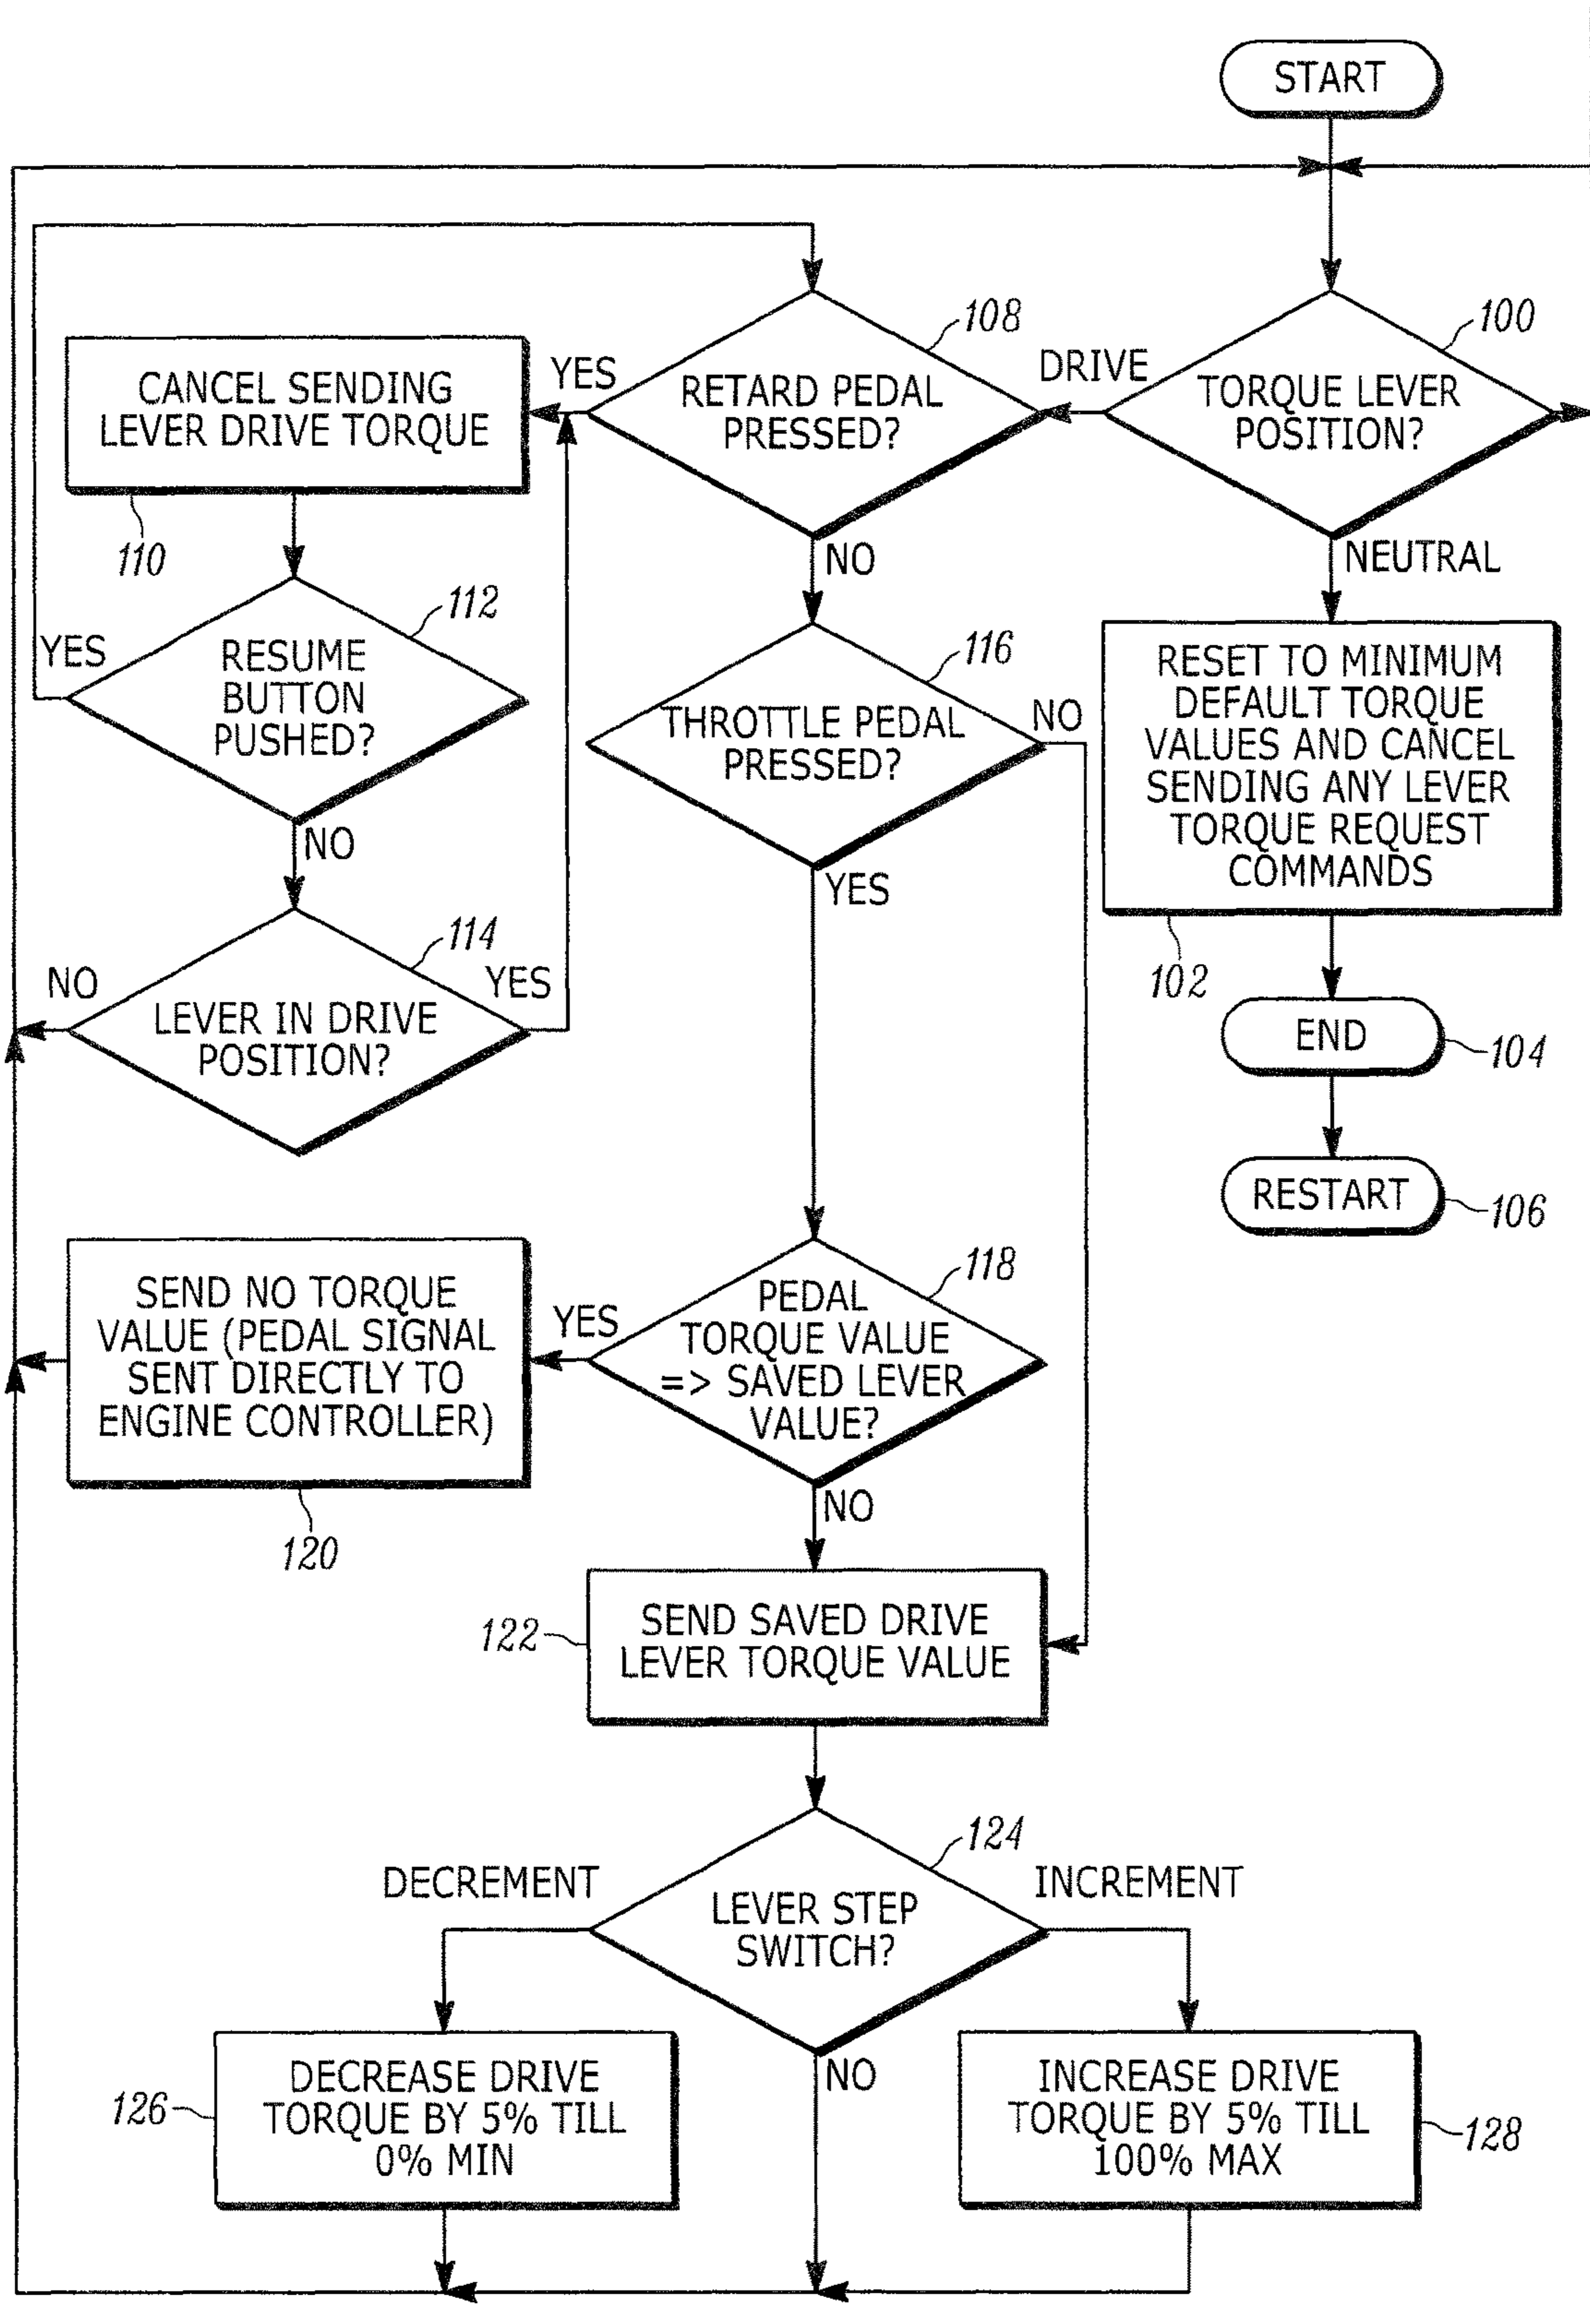 START
108
100
CANCEL SENDING
LEVER DRIVE TORQUE
YES
RETARD PEDAL
PRESSED?
DRIVE
TORQUE LEVER
POSITION?
110
NO
NEUTRAL
112
YES
RESUME
BUTTON
PUSHED?
116
THROTTLE PEDAL
PRESSED?
NO
RESET TO MINIMUM
DEFAULT TORQUE
VALUES AND CANCEL
SENDING ANY LEVER
TORQUE REQUEST
COMMANDS
NO
YES
114
NO
YES
LEVER IN DRIVE
POSITION?
102
END
104
RESTART
106
SEND NO TORQUE
VALUE (PEDAL SIGNAL
SENT DIRECTLY TO
ENGINE CONTROLLER)
YES
118
PEDAL
TORQUE VALUE
=> SAVED LEVER
VALUE?
120
NO
122
SEND SAVED DRIVE
LEVER TORQUE VALUE
124
DECREMENT
LEVER STEP
SWITCH?
INCREMENT
126
DECREASE DRIVE
TORQUE BY 5% TILL
0% MIN
NO
INCREASE DRIVE
TORQUE BY 5% TILL
100% MAX
128